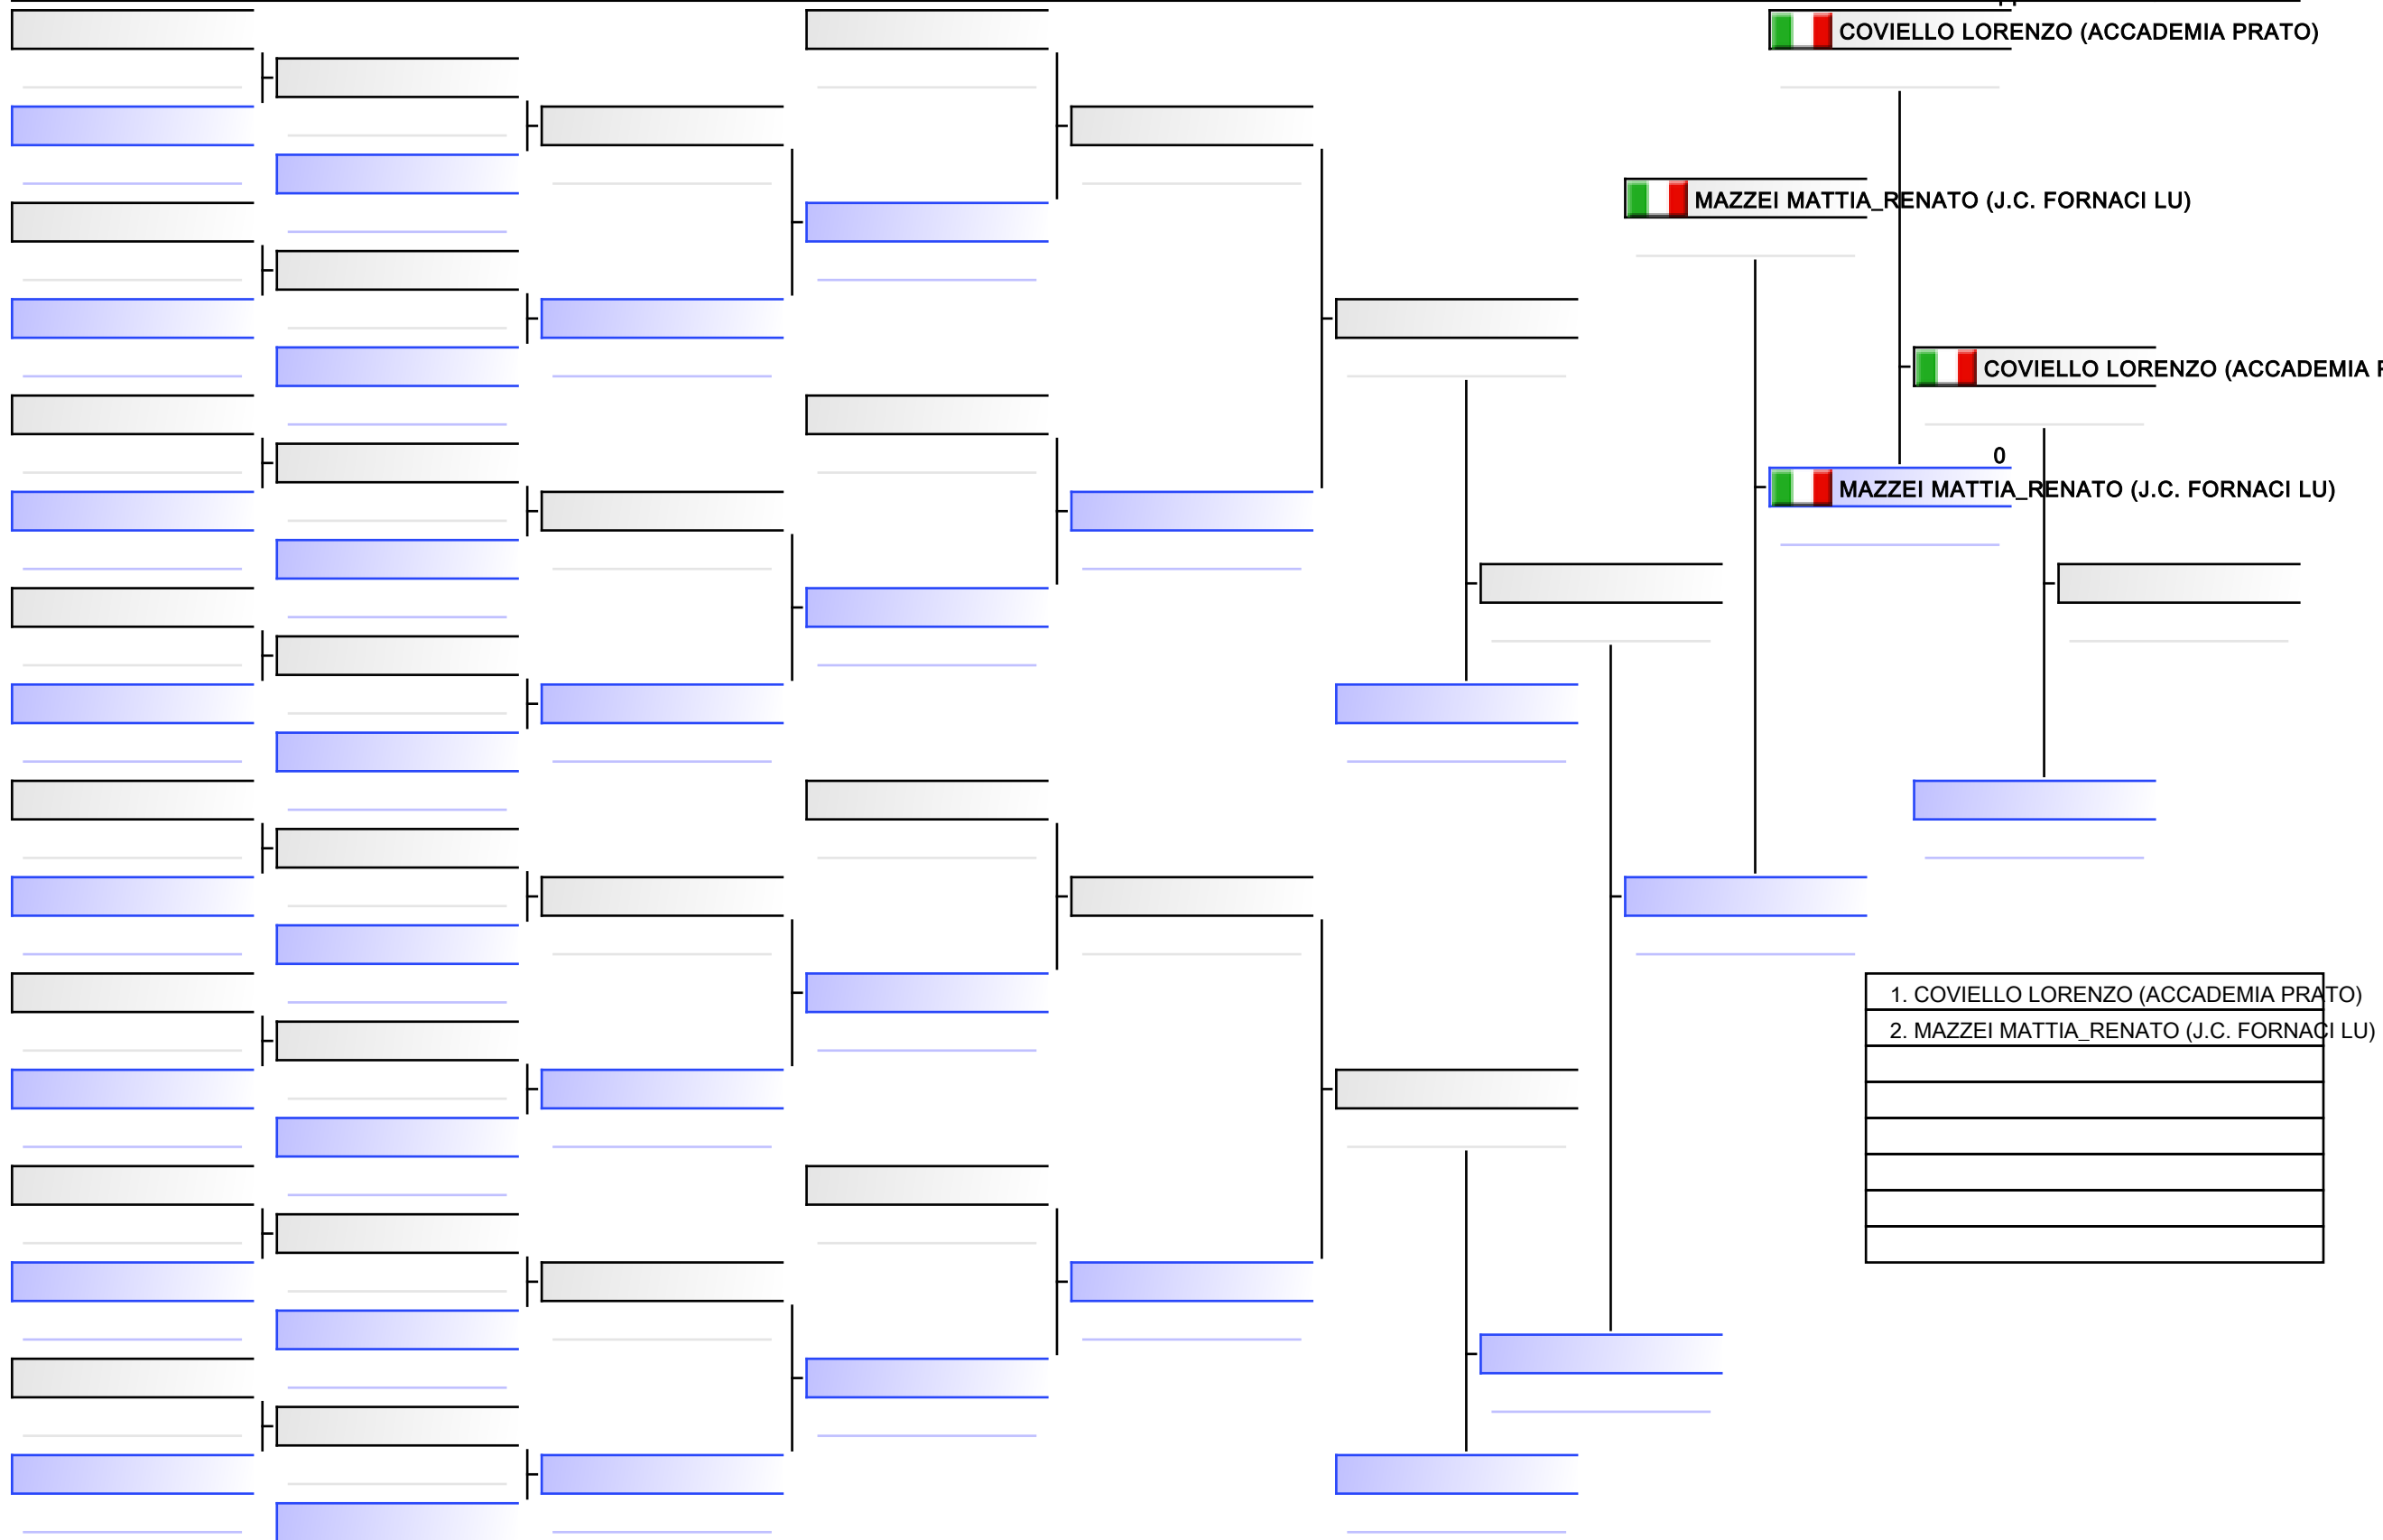 COVIELLO LORENZO (ACCADEMIA PRATO)
MAZZEI MATTIA_RENATO (J.C. FORNACI LU)
COVIELLO LORENZO (ACCADEMIA
0
MAZZEI MATTIA_RENATO (J.C. FORNACI LU)
1. COVIELLO LORENZO (ACCADEMIA PRATO)
2. MAZZEI MATTIA_RENATO (J.C. FORNACI LU)